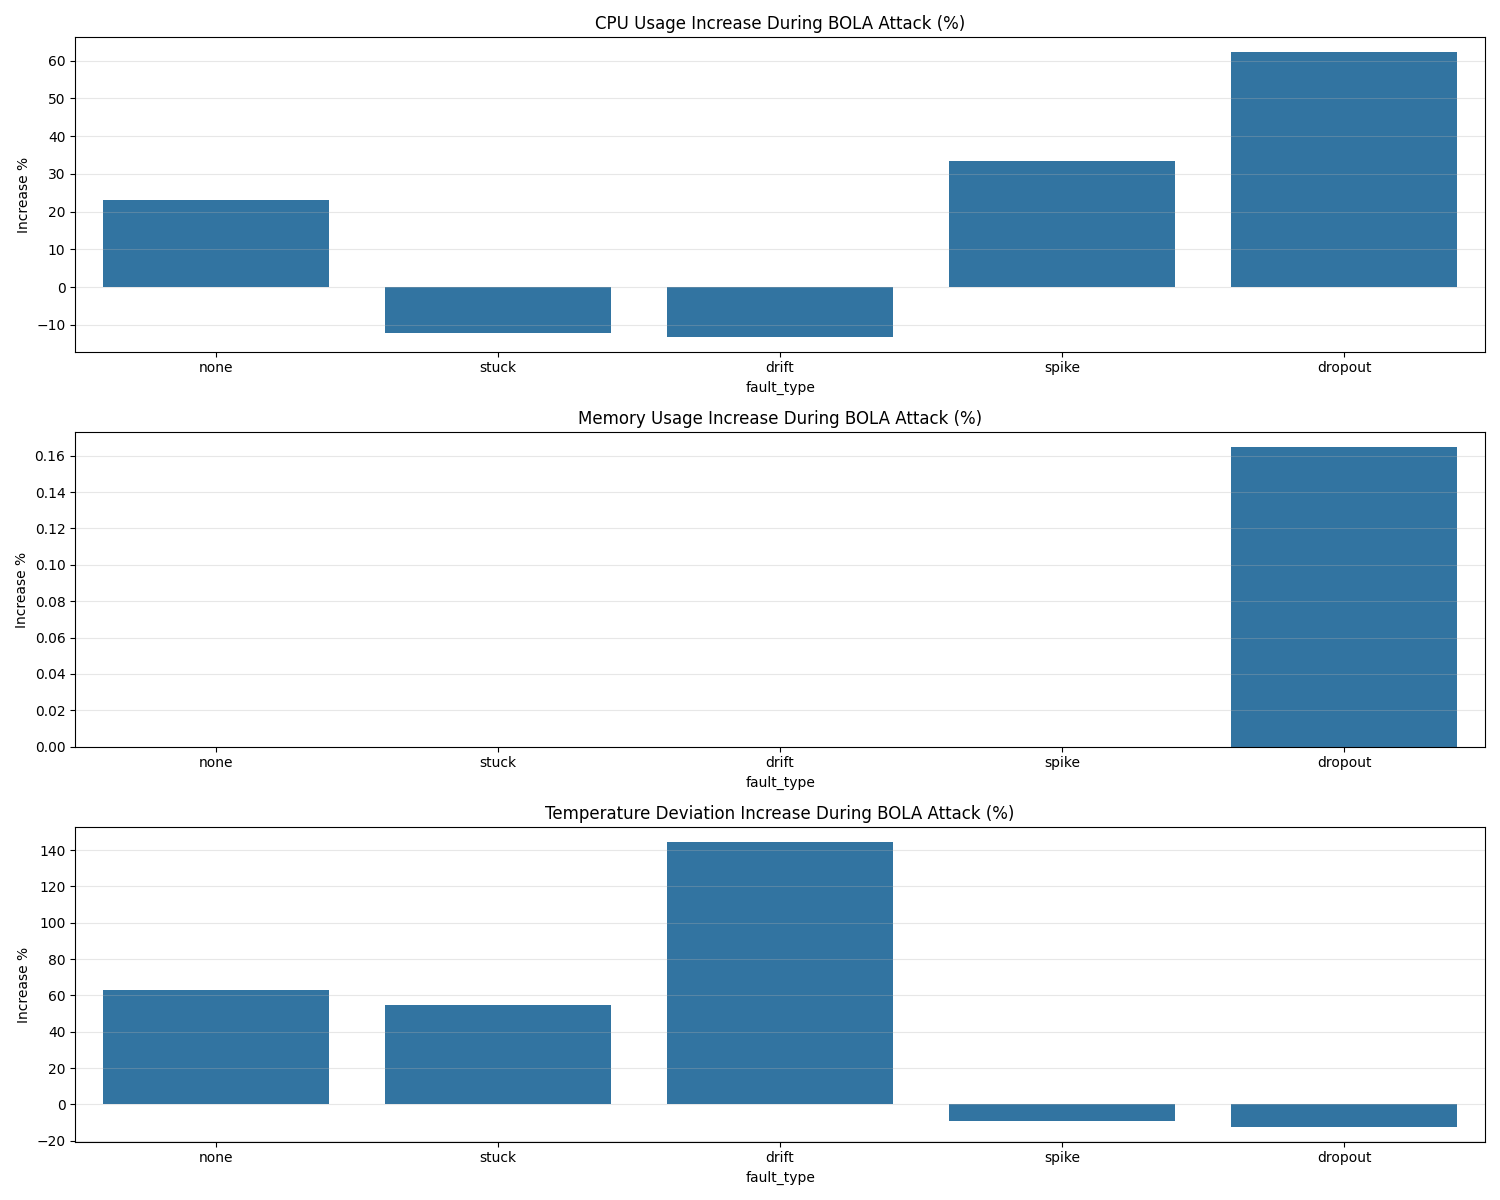 CPU Usage Increase During BOLA Attack (%)
60
50
40
30
20
10
0
−10
Increase %
none stuck drift spike dropout
fault_type
Memory Usage Increase During BOLA Attack (%)
0.16
0.14
0.12
0.10
0.08
0.06
0.04
0.02
0.00
Increase %
none stuck drift spike dropout
fault_type
Temperature Deviation Increase During BOLA Attack (%)
140
120
100
80
60
40
20
0
−20
Increase %
none stuck drift spike dropout
fault_type